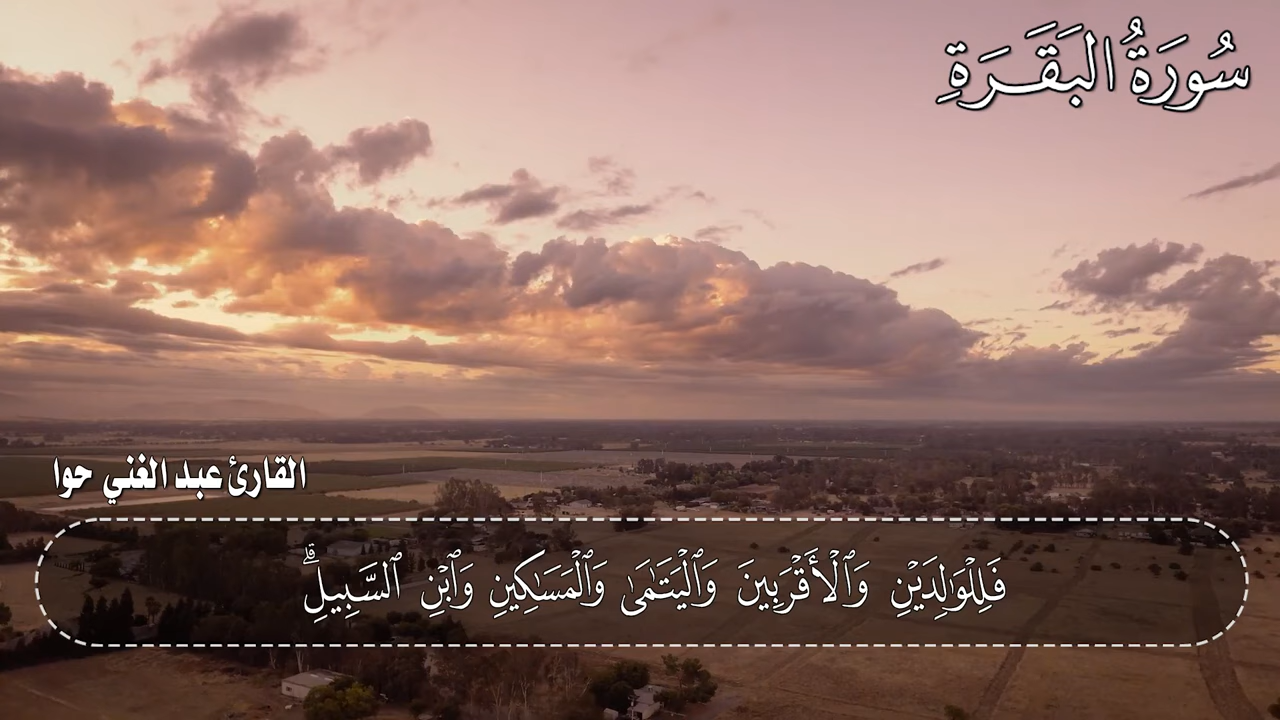 سُورَةُ البَقَرَةِ
القارئ عبد الغني حوا
فَلِلْوَٰلِدَيْنِ وَٱلْأَقْرَبِينَ وَٱلْيَتَـٰمَىٰ وَٱلْمَسَـٰكِينِ وَٱبْنِ ٱلسَّبِيلِ ۗ